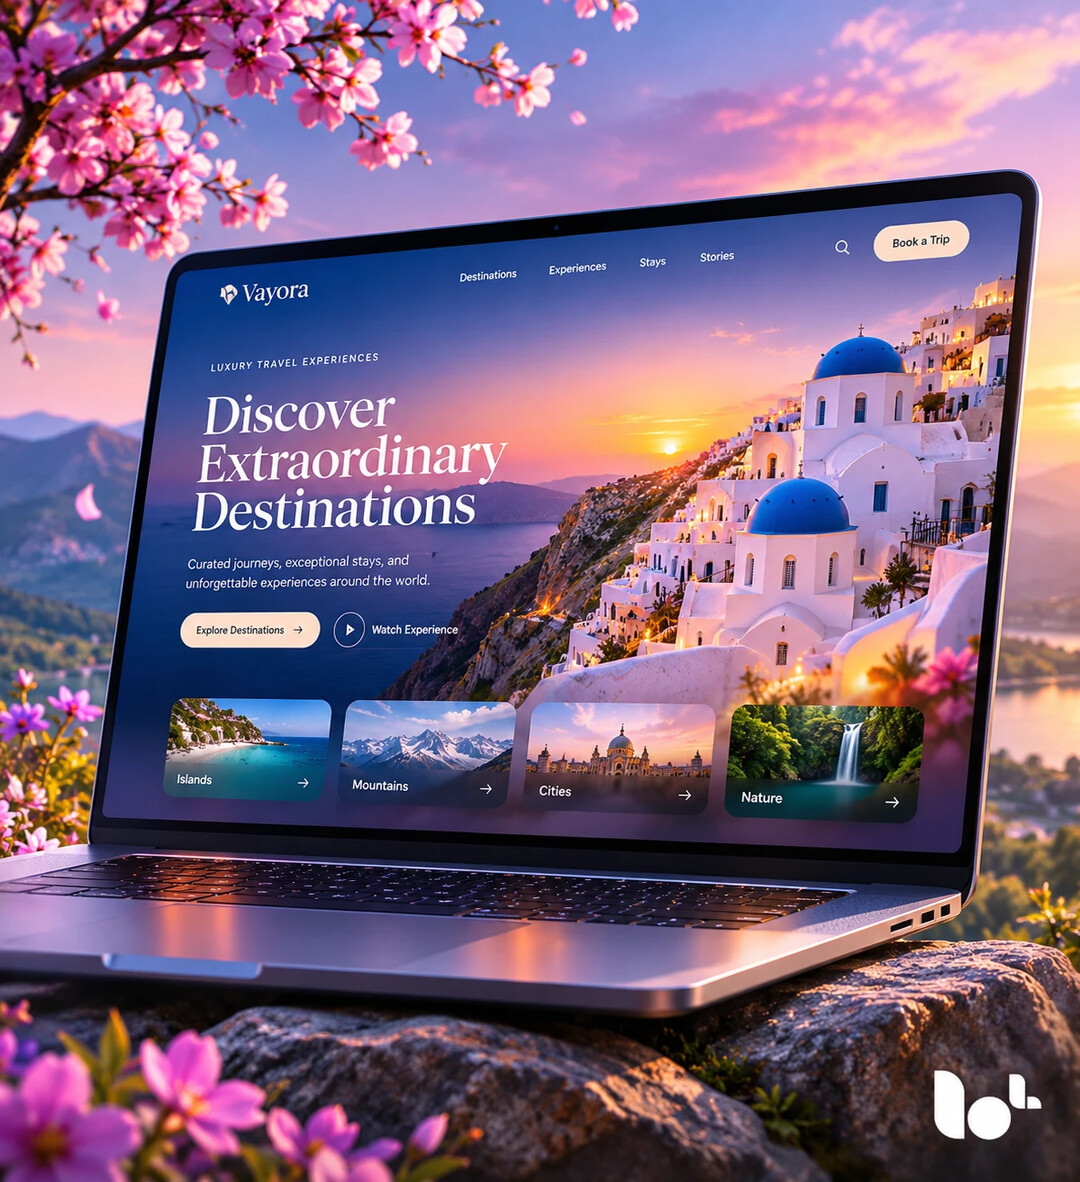 Vayora
Destinations
Experiences
Stays
Stories
Book a Trip
LUXURY TRAVEL EXPERIENCES
Discover
Extraordinary
Destinations
Curated journeys, exceptional stays, and
unforgettable experiences around the world.
Explore Destinations →
Watch Experience
Islands →
Mountains →
Cities →
Nature →